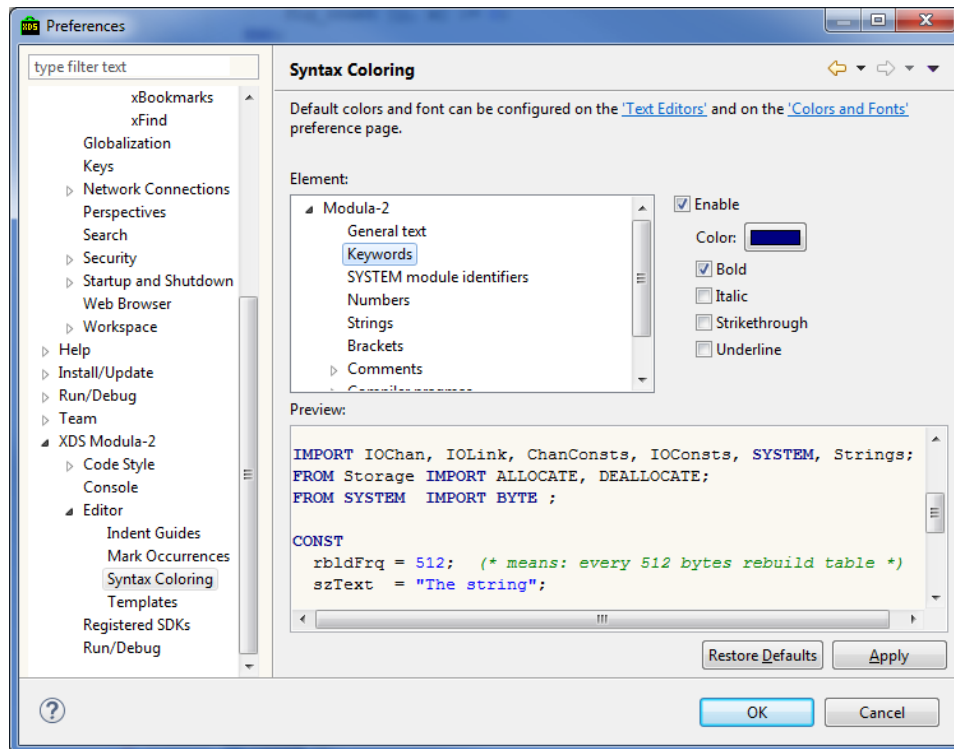 XDS Preferences
type filter text
xBookmarks
xFind
Globalization
Keys
Network Connections
Perspectives
Search
Security
Startup and Shutdown
Web Browser
Workspace
Help
Install/Update
Run/Debug
Team
XDS Modula-2
Code Style
Console
Editor
Indent Guides
Mark Occurrences
Syntax Coloring
Templates
Registered SDKs
Run/Debug
Syntax Coloring
Default colors and font can be configured on the 'Text Editors' and on the 'Colors and Fonts'
preference page.
Element:
Modula-2
General text
Keywords
SYSTEM module identifiers
Numbers
Strings
Brackets
Comments
Compiler pragmas
Enable
Color:
Bold
Italic
Strikethrough
Underline
Preview:
IMPORT IOChan, IOLink, ChanConsts, IOConsts, SYSTEM, Strings;
FROM Storage IMPORT ALLOCATE, DEALLOCATE;
FROM SYSTEM  IMPORT BYTE ;
CONST
rbldFrq = 512;  (* means: every 512 bytes rebuild table *)
szText  = "The string";
Restore Defaults
Apply
OK
Cancel